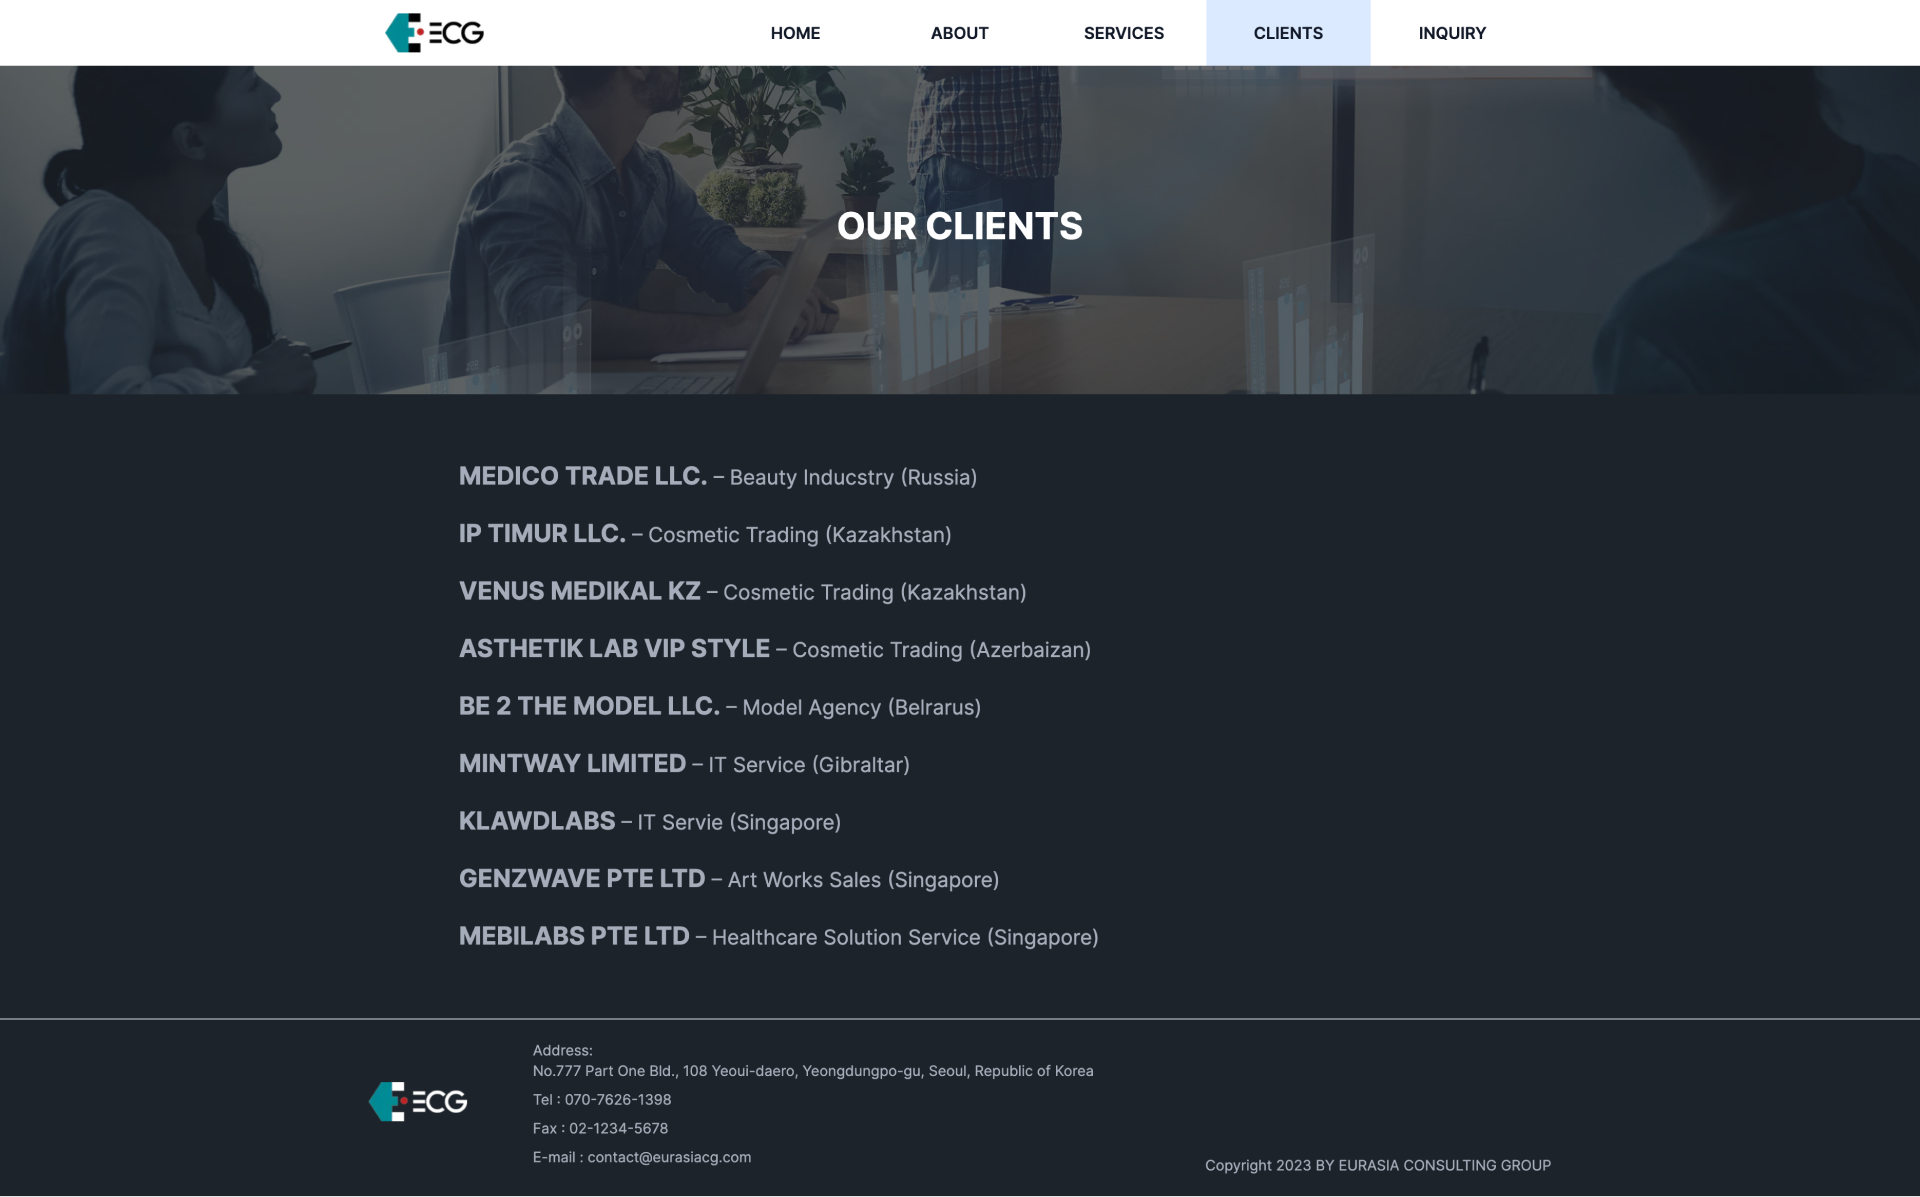 ECG
HOME
ABOUT
SERVICES
CLIENTS
INQUIRY
OUR CLIENTS
MEDICO TRADE LLC. – Beauty Inducstry (Russia)
IP TIMUR LLC. – Cosmetic Trading (Kazakhstan)
VENUS MEDIKAL KZ – Cosmetic Trading (Kazakhstan)
ASTHETIK LAB VIP STYLE – Cosmetic Trading (Azerbaizan)
BE 2 THE MODEL LLC. – Model Agency (Belrarus)
MINTWAY LIMITED – IT Service (Gibraltar)
KLAWDLABS – IT Servie (Singapore)
GENZWAVE PTE LTD – Art Works Sales (Singapore)
MEBILABS PTE LTD – Healthcare Solution Service (Singapore)
ECG
Address:
No.777 Part One Bld., 108 Yeoui-daero, Yeongdungpo-gu, Seoul, Republic of Korea
Tel : 070-7626-1398
Fax : 02-1234-5678
E-mail : contact@eurasiacg.com
Copyright 2023 BY EURASIA CONSULTING GROUP